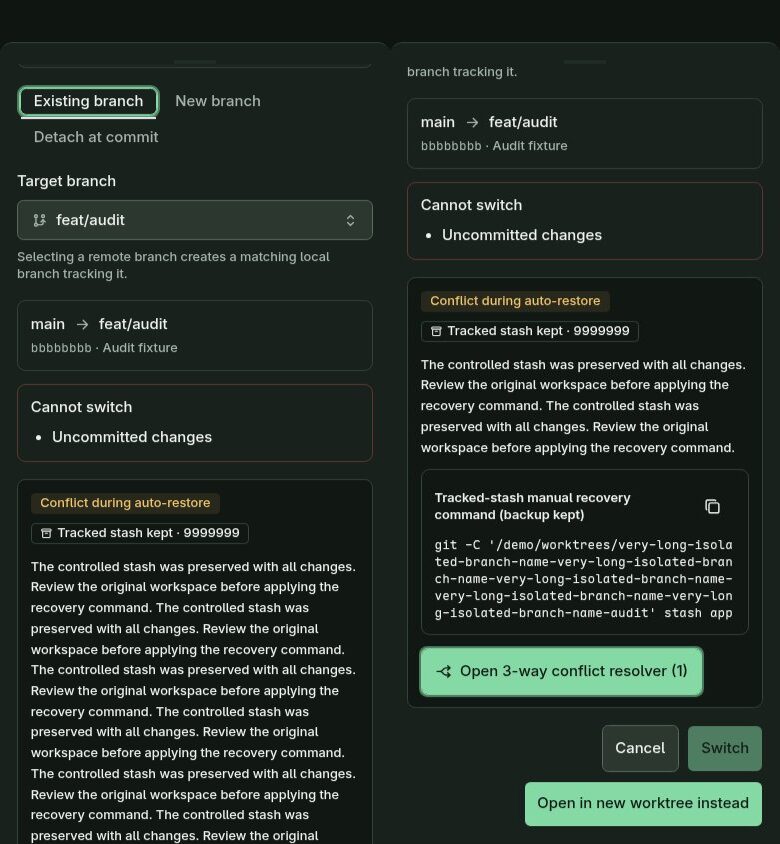 Existing branch
New branch
Detach at commit
Target branch
feat/audit
Selecting a remote branch creates a matching local
branch tracking it.
main → feat/audit
bbbbbbbb · Audit fixture
Cannot switch
• Uncommitted changes
Conflict during auto-restore
Tracked stash kept · 9999999
The controlled stash was preserved with all changes.
Review the original workspace before applying the
recovery command. The controlled stash was
preserved with all changes. Review the original
workspace before applying the recovery command.
The controlled stash was preserved with all changes.
Review the original workspace before applying the
recovery command. The controlled stash was
preserved with all changes. Review the original
workspace before applying the recovery command.
The controlled stash was preserved with all changes.
Review the original workspace before applying the
recovery command. The controlled stash was
preserved with all changes. Review the original
branch tracking it.
main → feat/audit
bbbbbbbb · Audit fixture
Cannot switch
• Uncommitted changes
Conflict during auto-restore
Tracked stash kept · 9999999
The controlled stash was preserved with all changes.
Review the original workspace before applying the
recovery command. The controlled stash was
preserved with all changes. Review the original
workspace before applying the recovery command.
Tracked-stash manual recovery
command (backup kept)
git -C '/demo/worktrees/very-long-isola
ted-branch-name-very-long-isolated-bran
ch-name-very-long-isolated-branch-name-
very-long-isolated-branch-name-very-lon
g-isolated-branch-name-audit' stash app
Open 3-way conflict resolver (1)
Cancel
Switch
Open in new worktree instead